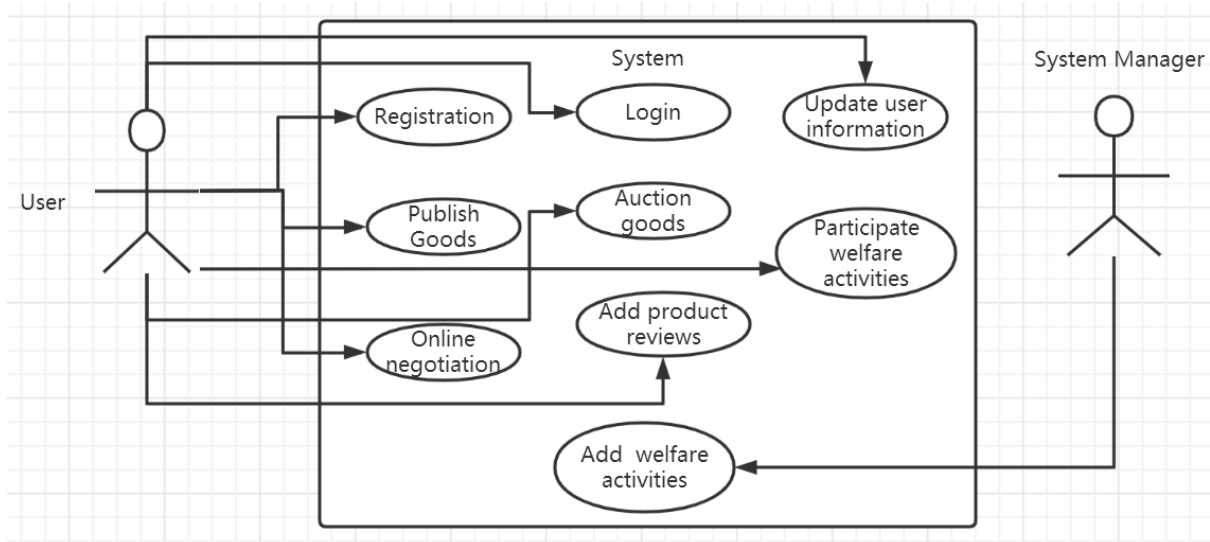 System
System Manager
Registration
Login
Update user
information
User
Publish
Goods
Auction
goods
Participate
welfare
activities
Add product
reviews
Online
negotiation
Add welfare
activities